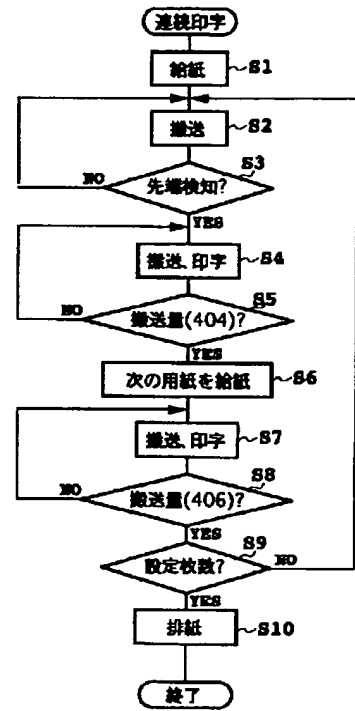 連続印字
給紙 S1
搬送 S2
先端検知? S3
NO
YES
搬送、印字 S4
搬送量(404)? S5
NO
YES
次の用紙を給紙 S6
搬送、印字 S7
搬送量(406)? S8
NO
YES
設定枚数? S9
NO
YES
排紙 S10
終了